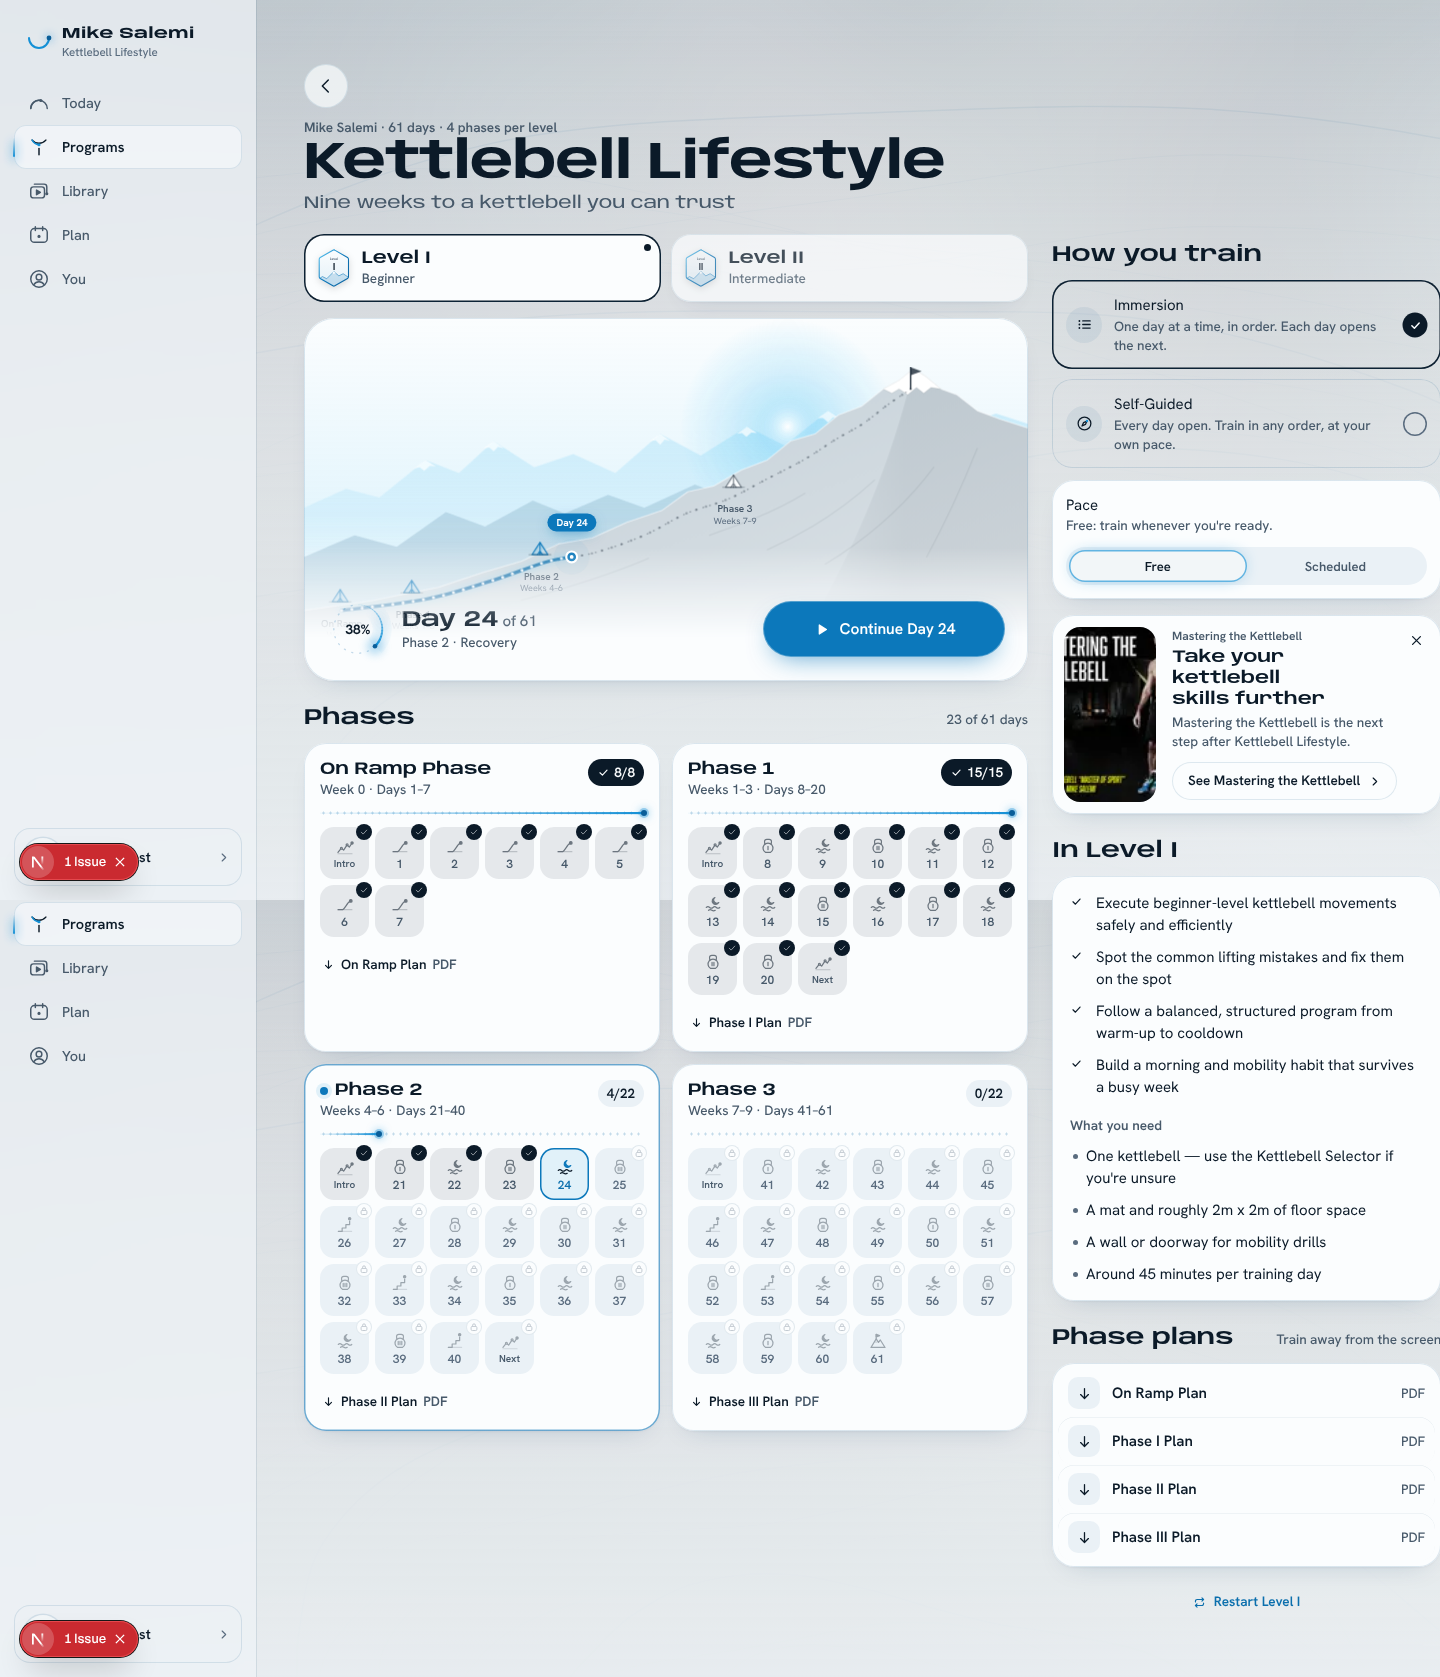 Mike Salemi
Kettlebell Lifestyle
Today
Programs
Library
Plan
You
1 Issue
st
Programs
Library
Plan
You
1 Issue
st
Mike Salemi · 61 days · 4 phases per level
Kettlebell Lifestyle
Nine weeks to a kettlebell you can trust
Level I
Beginner
Level II
Intermediate
Phase 3
Weeks 7–9
Day 24
Phase 2
Weeks 4–6
38%
Day 24 of 61
Phase 2 · Recovery
Continue Day 24
Phases
23 of 61 days
On Ramp Phase
8/8
Week 0 · Days 1–7
Intro 1 2 3 4 5
6 7
On Ramp Plan PDF
Phase 1
15/15
Weeks 1–3 · Days 8–20
Intro 8 9 10 11 12
13 14 15 16 17 18
19 20 Next
Phase I Plan PDF
Phase 2
4/22
Weeks 4–6 · Days 21–40
Intro 21 22 23 24 25
26 27 28 29 30 31
32 33 34 35 36 37
38 39 40 Next
Phase II Plan PDF
Phase 3
0/22
Weeks 7–9 · Days 41–61
Intro 41 42 43 44 45
46 47 48 49 50 51
52 53 54 55 56 57
58 59 60 61
Phase III Plan PDF
How you train
Immersion
One day at a time, in order. Each day opens
the next.
Self-Guided
Every day open. Train in any order, at your
own pace.
Pace
Free: train whenever you're ready.
Free
Scheduled
TERING THE
LEBELL
Mastering the Kettlebell
Take your
kettlebell
skills further
Mastering the Kettlebell is the next
step after Kettlebell Lifestyle.
See Mastering the Kettlebell
In Level I
Execute beginner-level kettlebell movements
safely and efficiently
Spot the common lifting mistakes and fix them
on the spot
Follow a balanced, structured program from
warm-up to cooldown
Build a morning and mobility habit that survives
a busy week
What you need
One kettlebell — use the Kettlebell Selector if
you're unsure
A mat and roughly 2m x 2m of floor space
A wall or doorway for mobility drills
Around 45 minutes per training day
Phase plans
Train away from the screen
On Ramp Plan PDF
Phase I Plan PDF
Phase II Plan PDF
Phase III Plan PDF
Restart Level I